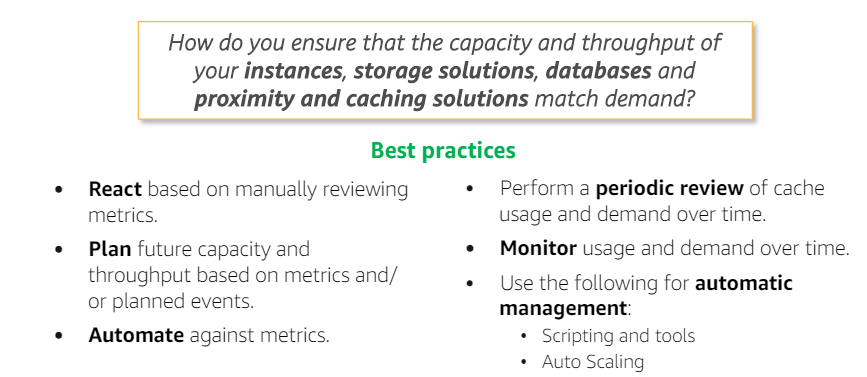 How do you ensure that the capacity and throughput of
your instances, storage solutions, databases and
proximity and caching solutions match demand?
Best practices
• React based on manually reviewing
metrics.
• Plan future capacity and
throughput based on metrics and/
or planned events.
• Automate against metrics.
• Perform a periodic review of cache
usage and demand over time.
• Monitor usage and demand over time.
• Use the following for automatic
management:
• Scripting and tools
• Auto Scaling